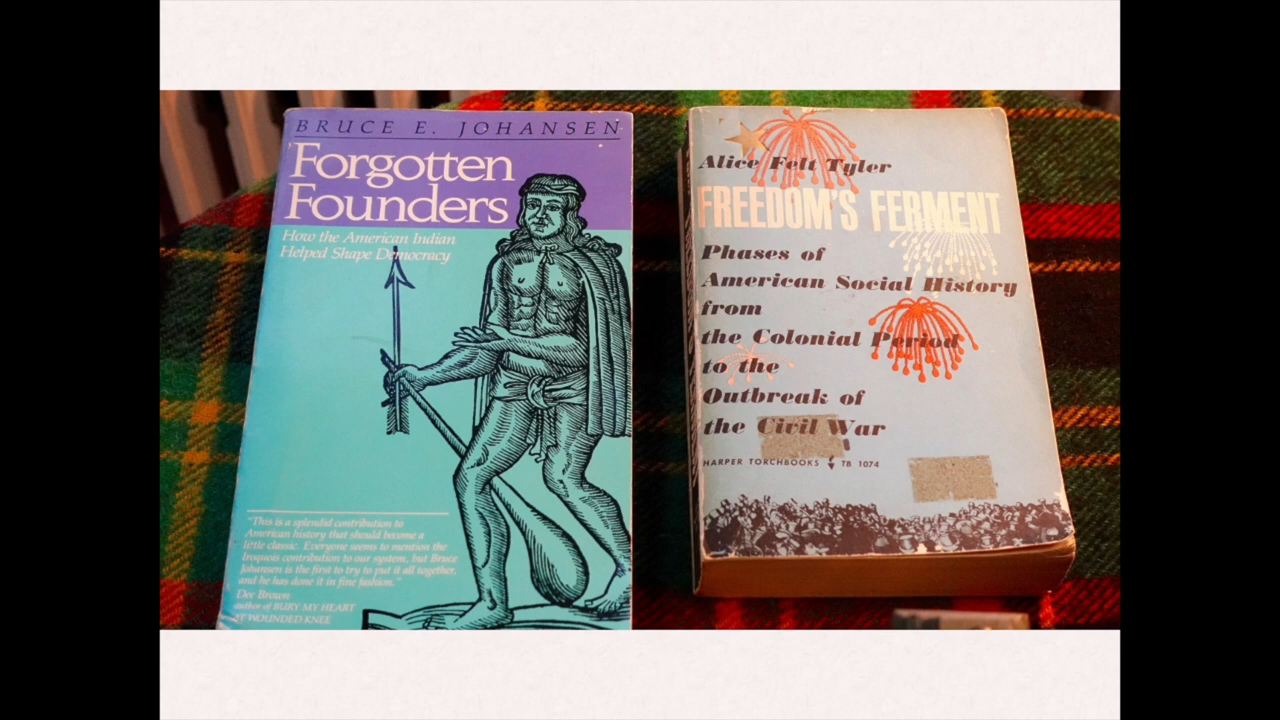 BRUCE E. JOHANSEN
Forgotten
Founders
How the American Indian
Helped Shape Democracy
"This is a splendid contribution to
American history that should become a
little classic. Everyone seems to mention the
Iroquois contribution to our system, but Bruce
Johansen is the first to try to put it all together,
and he has done it in fine fashion."
Dee Brown
author of BURY MY HEART
AT WOUNDED KNEE
Alice Felt Tyler
FREEDOM'S FERMENT
Phases of
American Social History
from
the Colonial Period
to the
Outbreak of
the Civil War
HARPER TORCHBOOKS TB 1074